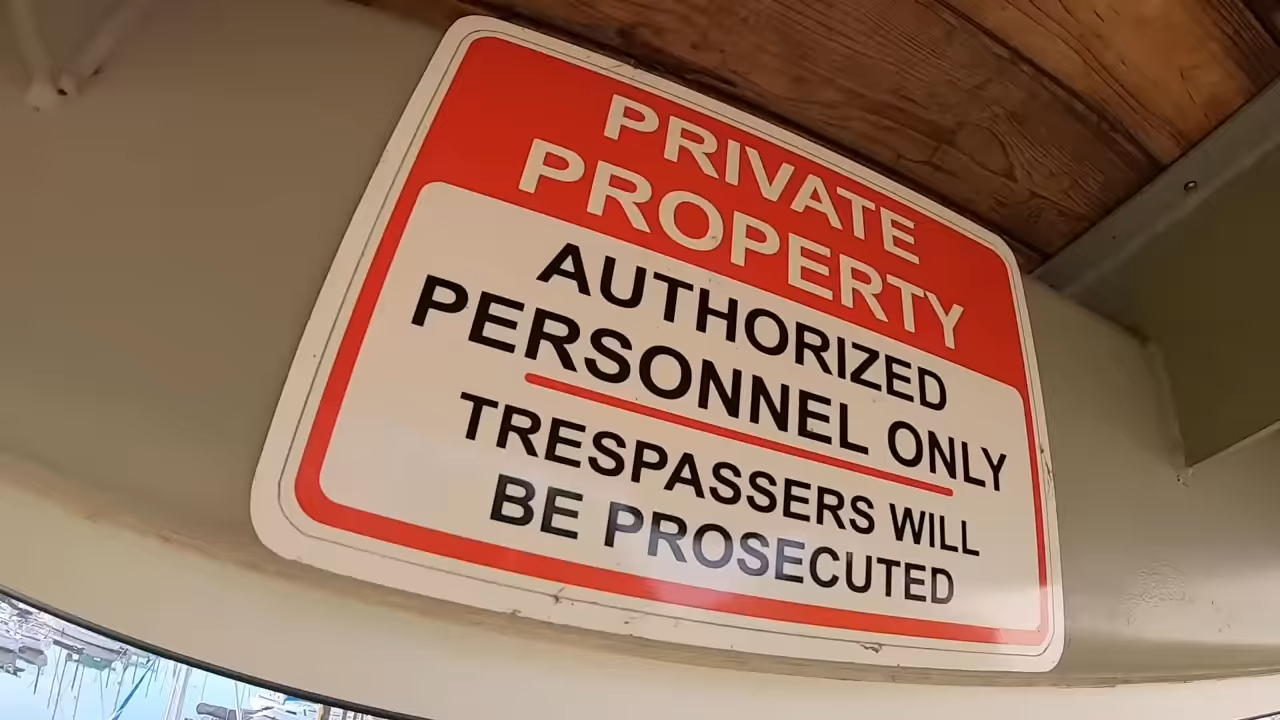 PRIVATE
PROPERTY
AUTHORIZED
PERSONNEL ONLY
TRESPASSERS WILL
BE PROSECUTED